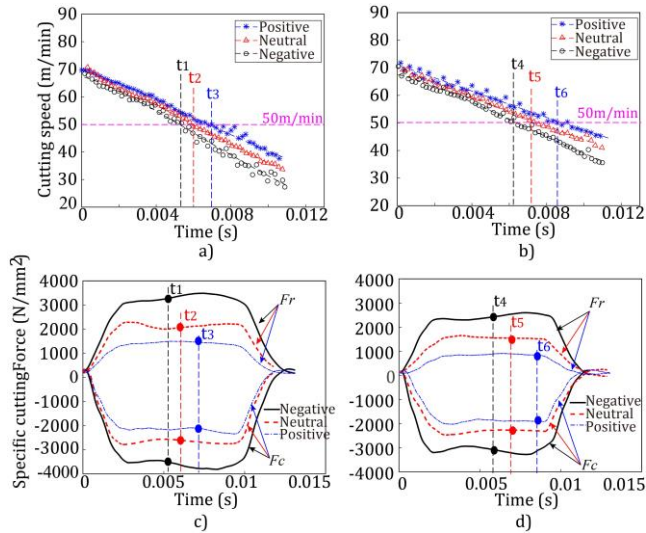 90
80
70
60
50
40
30
20
Cutting speed (m/min)
Positive
Neutral
Negative
t1
t2
t3
50m/min
0
0.004
0.008
0.012
Time (s)
a)
90
80
70
60
50
40
30
20
Positive
Neutral
Negative
t4
t5
t6
50m/min
0
0.004
0.008
0.012
Time (s)
b)
Specific cuttingForce (N/mm2)
4000
3000
2000
1000
0
-1000
-2000
-3000
-4000
t1
t2
t3
Fr
Negative
Neutral
Positive
Fc
0
0.005
0.01
0.015
Time (s)
c)
4000
3000
2000
1000
0
-1000
-2000
-3000
-4000
t4
t5
t6
Fr
Negative
Neutral
Positive
Fc
0
0.005
0.01
0.015
Time (s)
d)